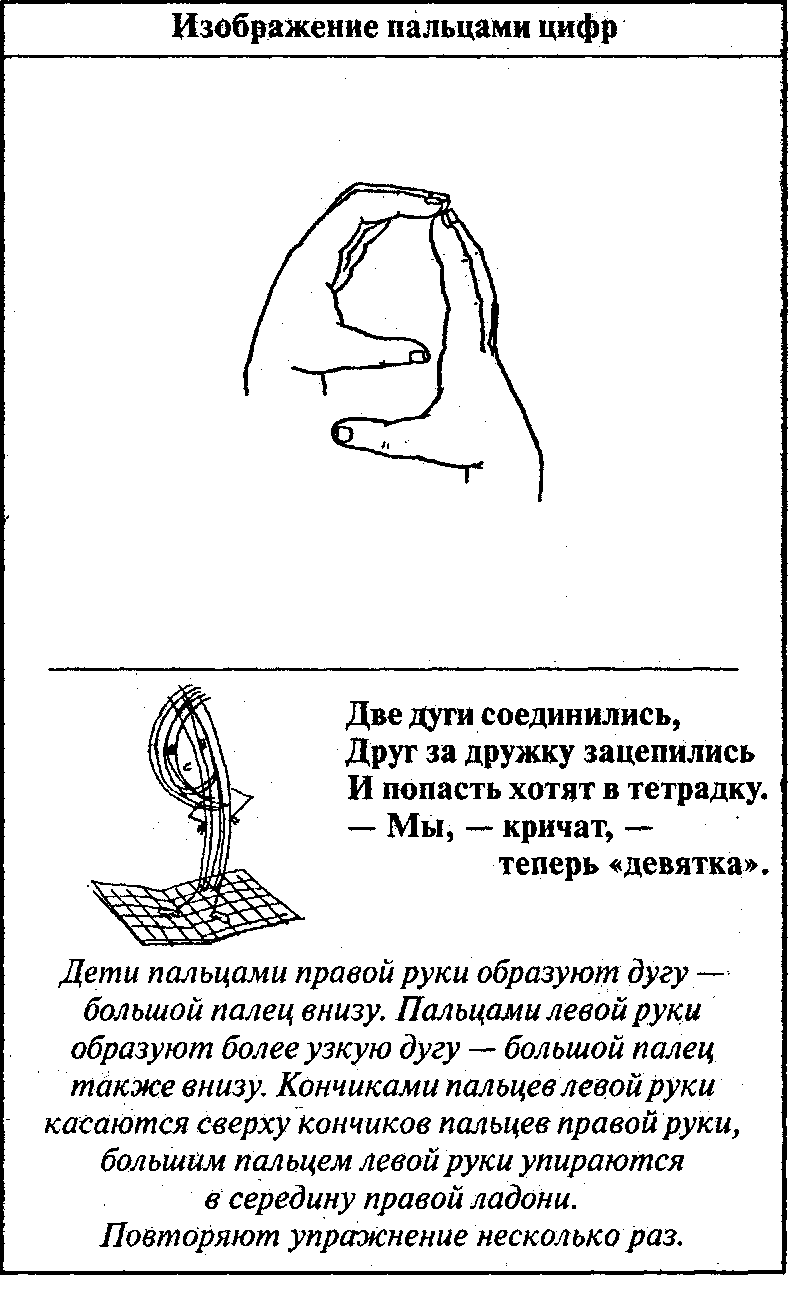 Изображение пальцами цифр
Две дуги соединились,
Друг за дружку зацепились
И попасть хотят в тетрадку.
— Мы, — кричат, —
теперь «девятка».
Дети пальцами правой руки образуют дугу —
большой палец внизу. Пальцами левой руки
образуют более узкую дугу — большой палец
также внизу. Кончиками пальцев левой руки
касаются сверху кончиков пальцев правой руки,
большим пальцем левой руки упираются
в середину правой ладони.
Повторяют упражнение несколько раз.